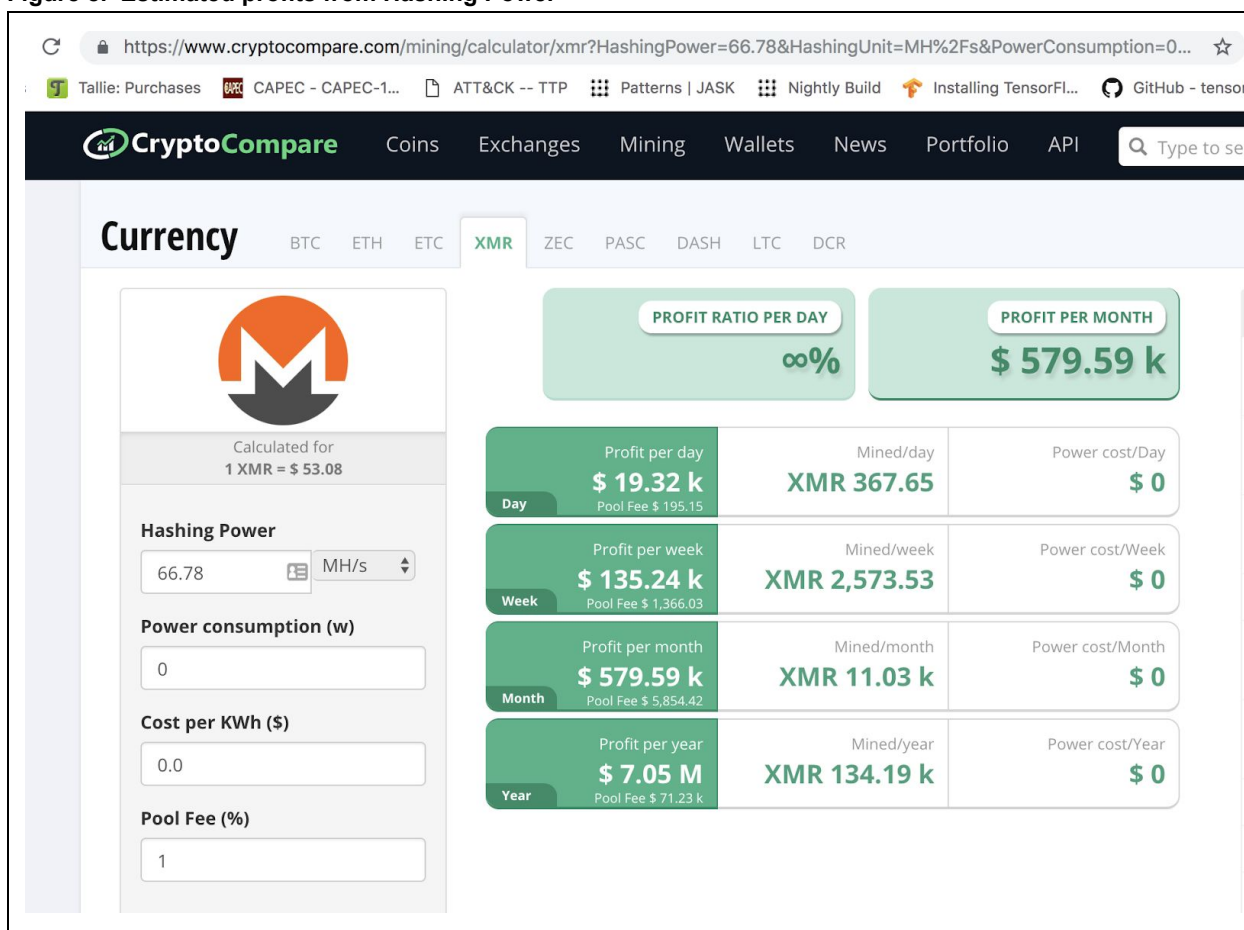 https://www.cryptocompare.com/mining/calculator/xmr?HashingPower=66.78&HashingUnit=MH%2Fs&PowerConsumption=0...
Tallie: Purchases CAPEC - CAPEC-1... ATT&CK -- TTP Patterns | JASK Nightly Build Installing TensorFl... GitHub - tensor
CryptoCompare Coins Exchanges Mining Wallets News Portfolio API Type to se
Currency BTC ETH ETC XMR ZEC PASC DASH LTC DCR
PROFIT RATIO PER DAY
∞%
PROFIT PER MONTH
$ 579.59 k
Calculated for
1 XMR = $ 53.08
Hashing Power
66.78 MH/s
Power consumption (w)
0
Cost per KWh ($)
0.0
Pool Fee (%)
1
Profit per day Mined/day Power cost/Day
$ 19.32 k XMR 367.65 $ 0
Day Pool Fee $ 195.15
Profit per week Mined/week Power cost/Week
$ 135.24 k XMR 2,573.53 $ 0
Week Pool Fee $ 1,366.03
Profit per month Mined/month Power cost/Month
$ 579.59 k XMR 11.03 k $ 0
Month Pool Fee $ 5,854.42
Profit per year Mined/year Power cost/Year
$ 7.05 M XMR 134.19 k $ 0
Year Pool Fee $ 71.23 k